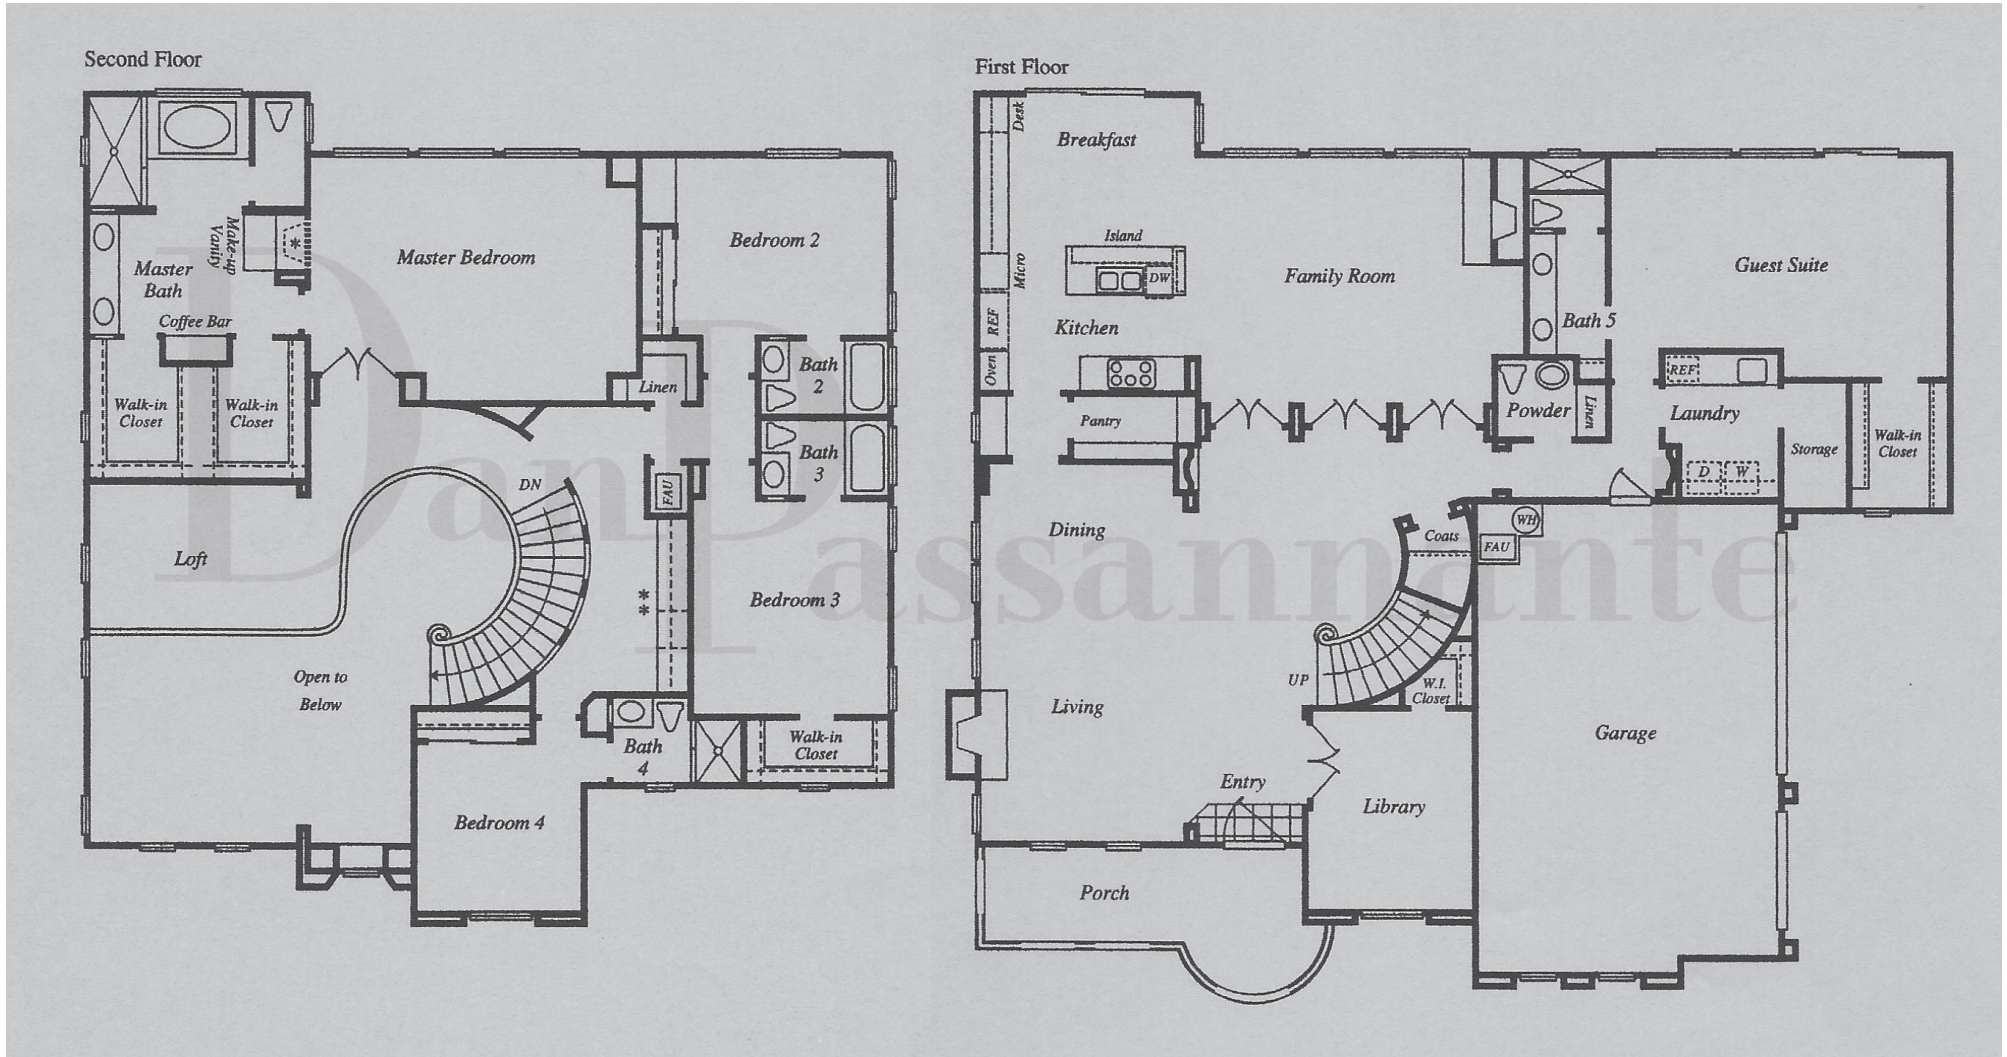 Second Floor
Make-up
Vanity
Master
Bath
Coffee Bar
Master Bedroom
Bedroom 2
*
Walk-in
Closet
Walk-in
Closet
Linen
Bath
2
Bath
3
DN
FAU
Loft
*
*
Bedroom 3
Open to
Below
Bath
4
Walk-in
Closet
Bedroom 4
First Floor
Desk
Breakfast
Island
Micro
DW
Family Room
Guest Suite
REF
Kitchen
Bath 5
Oven
REF
Pantry
Powder
Linen
Laundry
Storage
Walk-in
Closet
D
W
Dining
Coats
WH
FAU
UP
W.I.
Closet
Living
Garage
Entry
Library
Porch
Dan Passannante